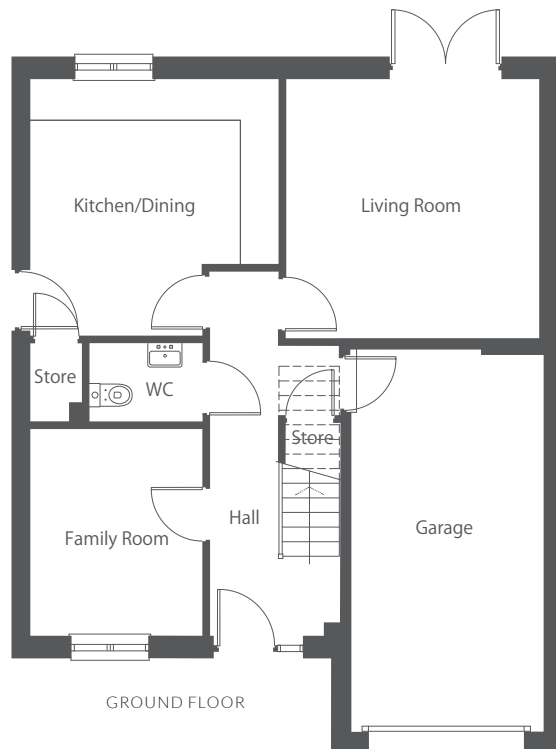 Kitchen/Dining
Living Room
Store
WC
Store
Hall
Garage
Family Room
GROUND FLOOR